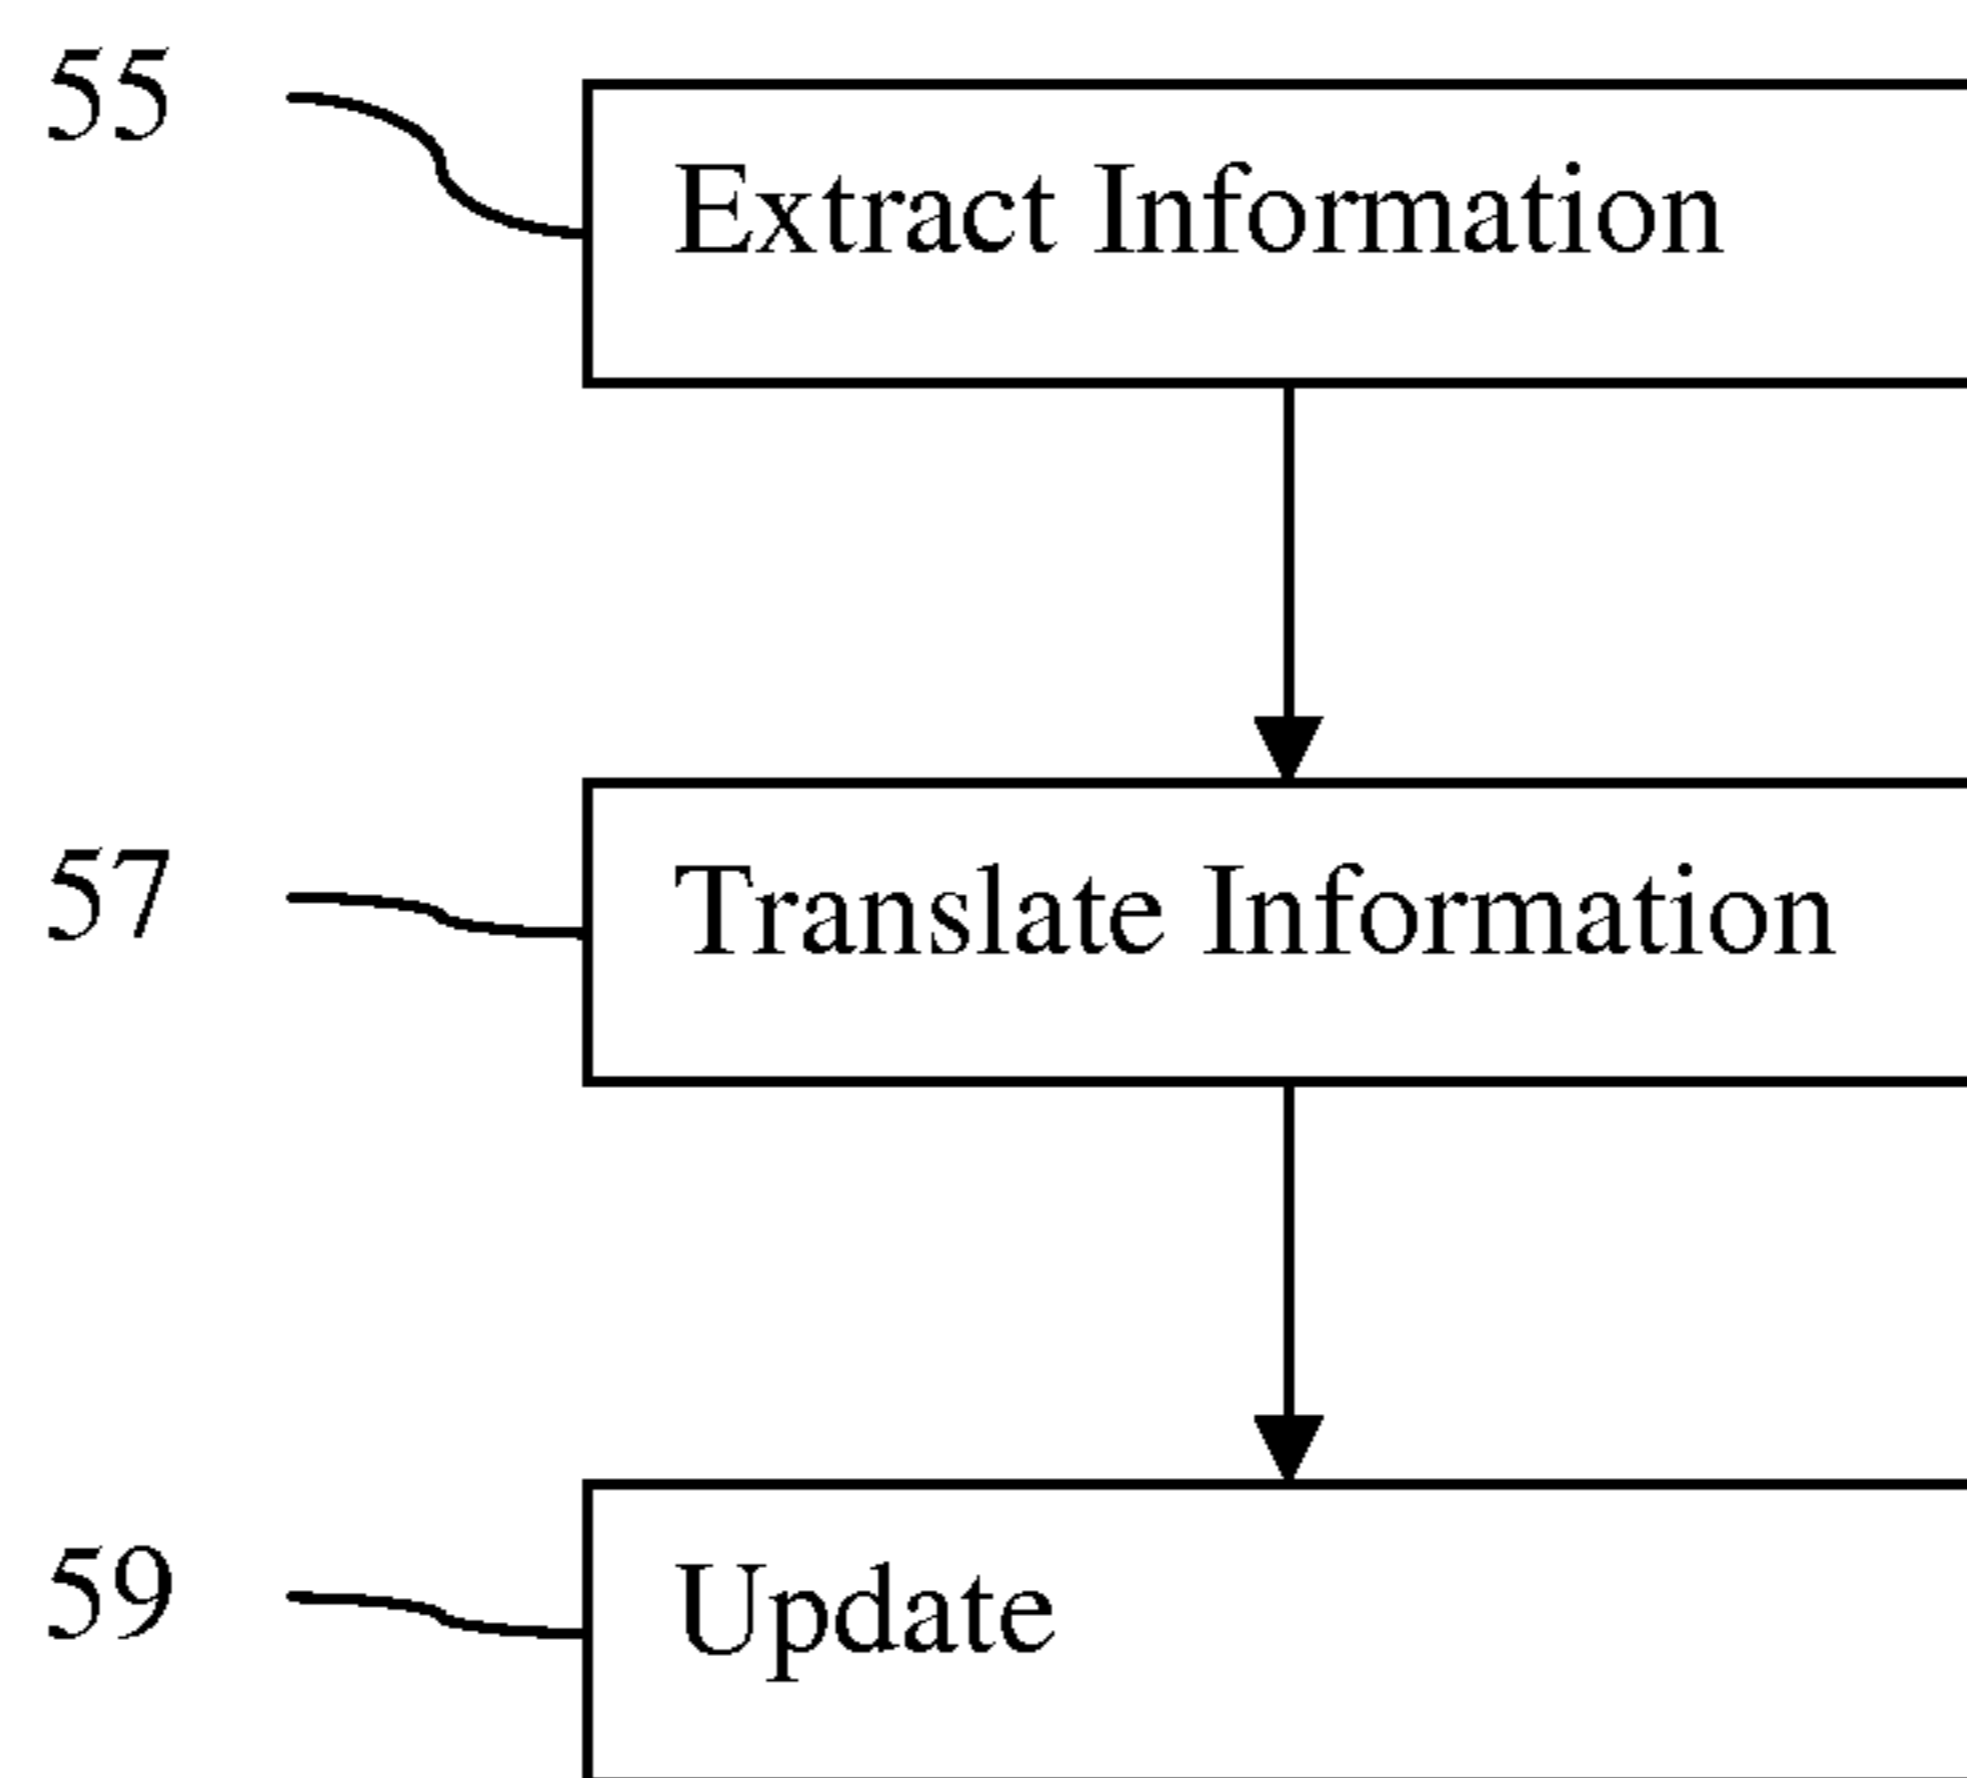 55
Extract Information
57
Translate Information
59
Update